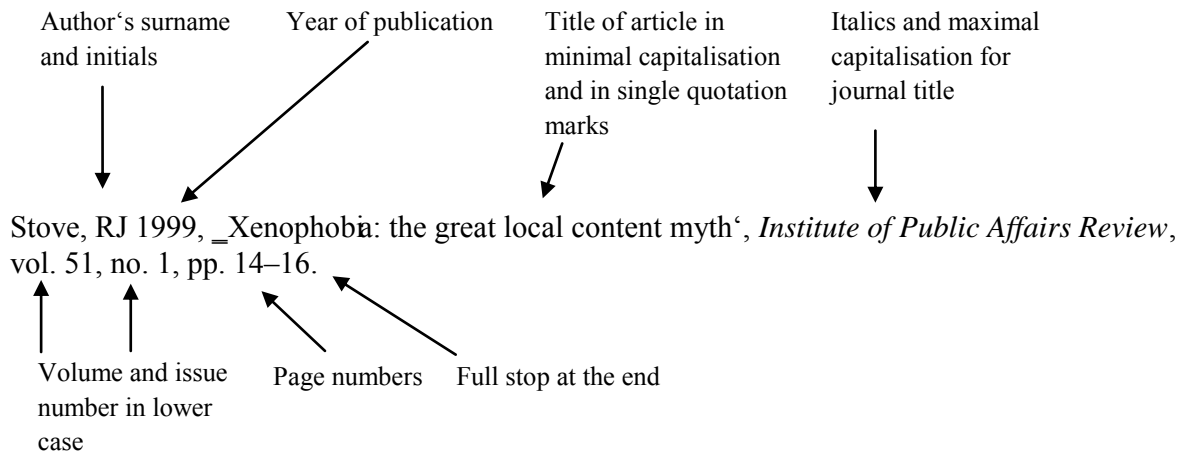 Author‘s surname
and initials
Year of publication
Title of article in
minimal capitalisation
and in single quotation
marks
Italics and maximal
capitalisation for
journal title
Stove, RJ 1999, ‗Xenophobia: the great local content myth‘, Institute of Public Affairs Review,
vol. 51, no. 1, pp. 14–16.
Volume and issue
number in lower
case
Page numbers
Full stop at the end